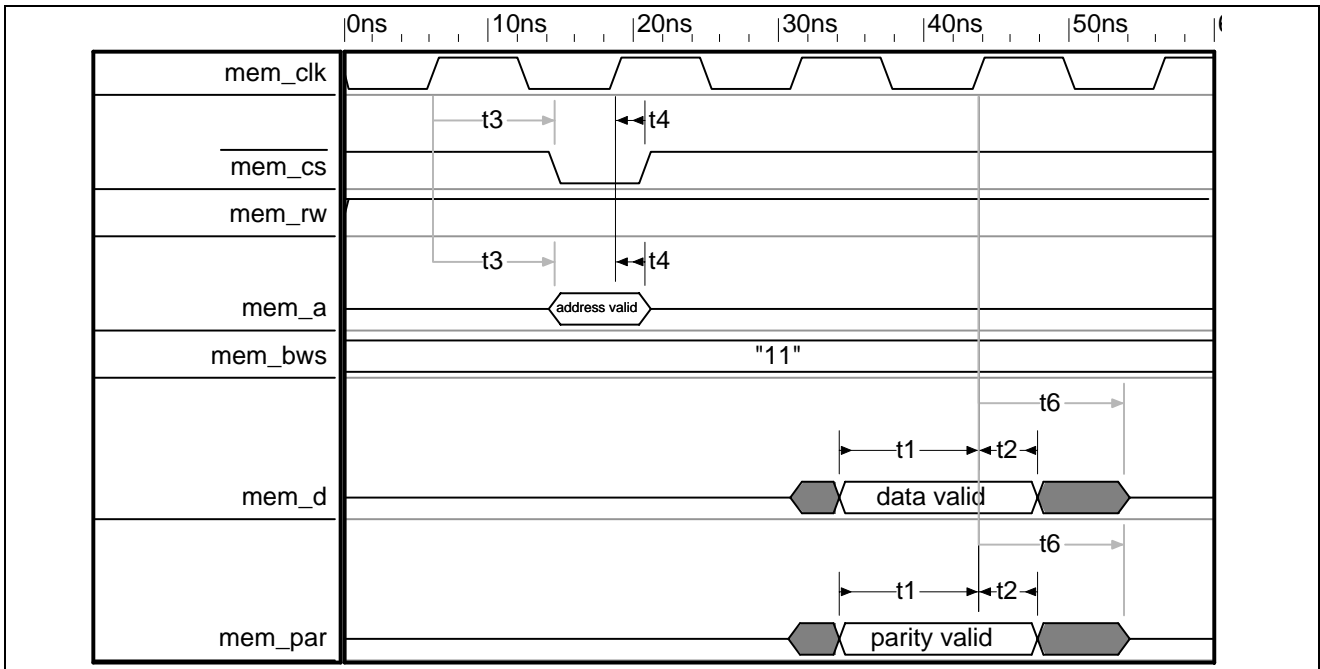 0ns 10ns 20ns 30ns 40ns 50ns
mem_clk
t3 t4
mem_cs
mem_rw
t3 t4
mem_a address valid
mem_bws "11"
t6
t1 t2
mem_d data valid
t6
t1 t2
mem_par parity valid